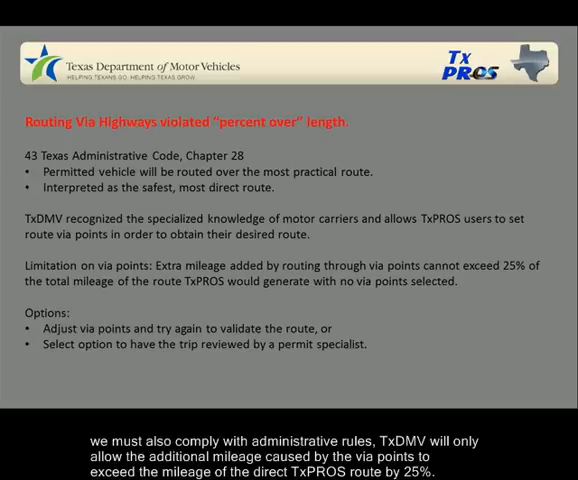 Texas Department of Motor Vehicles
HELPING TEXANS GO. HELPING TEXAS GROW.
Tx
PROS
Routing Via Highways violated "percent over" length.
43 Texas Administrative Code, Chapter 28
• Permitted vehicle will be routed over the most practical route.
• Interpreted as the safest, most direct route.
TxDMV recognized the specialized knowledge of motor carriers and allows TxPROS users to set
route via points in order to obtain their desired route.
Limitation on via points: Extra mileage added by routing through via points cannot exceed 25% of
the total mileage of the route TxPROS would generate with no via points selected.
Options:
• Adjust via points and try again to validate the route, or
• Select option to have the trip reviewed by a permit specialist.
we must also comply with administrative rules, TxDMV will only
allow the additional mileage caused by the via points to
exceed the mileage of the direct TxPROS route by 25%.